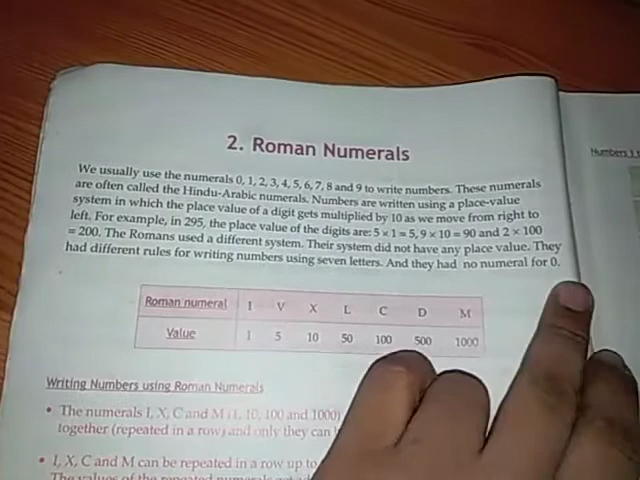 2. Roman Numerals
We usually use the numerals 0, 1, 2, 3, 4, 5, 6, 7, 8 and 9 to write numbers. These numerals
are often called the Hindu-Arabic numerals. Numbers are written using a place-value
system in which the place value of a digit gets multiplied by 10 as we move from right to
left. For example, in 295, the place value of the digits are: 5 × 1 = 5, 9 × 10 = 90 and 2 × 100
= 200. The Romans used a different system. Their system did not have any place value. They
had different rules for writing numbers using seven letters. And they had no numeral for 0.
Roman numeral I V X L C D M
Value 1 5 10 50 100 500 1000
Writing Numbers using Roman Numerals
• The numerals I, X, C and M (1, 10, 100 and 1000)
together (repeated in a row) and only they can
• I, X, C and M can be repeated in a row up to
The values of the repeated numerals
Numbers